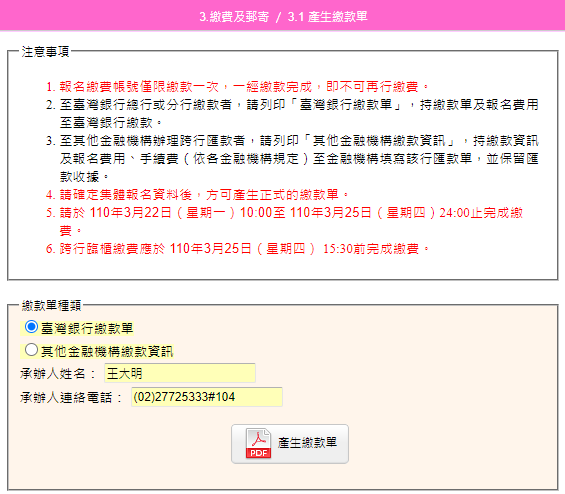 3.繳費及郵寄 / 3.1 產生繳款單
注意事項
1. 報名繳費帳號僅限繳款一次，一經繳款完成，即不可再行繳費。
2. 至臺灣銀行總行或分行繳款者，請列印「臺灣銀行繳款單」，持繳款單及報名費用
至臺灣銀行繳款。
3. 至其他金融機構辦理跨行匯款者，請列印「其他金融機構繳款資訊」，持繳款資訊
及報名費用、手續費（依各金融機構規定）至金融機構填寫該行匯款單，並保留匯
款收據。
4. 請確定集體報名資料後，方可產生正式的繳款單。
5. 請於 110年3月22日（星期一）10:00至 110年3月25日（星期四）24:00止完成繳
費。
6. 跨行臨櫃繳費應於 110年3月25日（星期四） 15:30前完成繳費。
繳款單種類
臺灣銀行繳款單
其他金融機構繳款資訊
承辦人姓名： 王大明
承辦人連絡電話： (02)27725333#104
PDF 產生繳款單